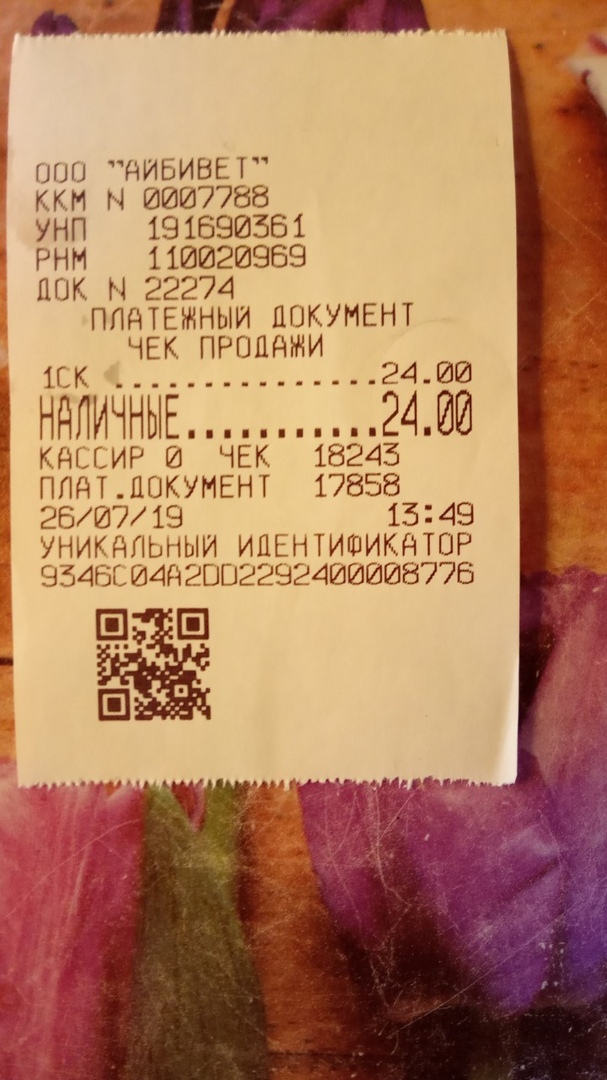 ООО "АЙБИВЕТ"
ККМ N 0007788
УНП 191690361
РНМ 110020969
ДОК N 22274
ПЛАТЕЖНЫЙ ДОКУМЕНТ
ЧЕК ПРОДАЖИ
1СК ................24.00
НАЛИЧНЫЕ...........24.00
КАССИР 0 ЧЕК 18243
ПЛАТ.ДОКУМЕНТ 17858
26/07/19 13:49
УНИКАЛЬНЫЙ ИДЕНТИФИКАТОР
9346C04A2DD2292400008776